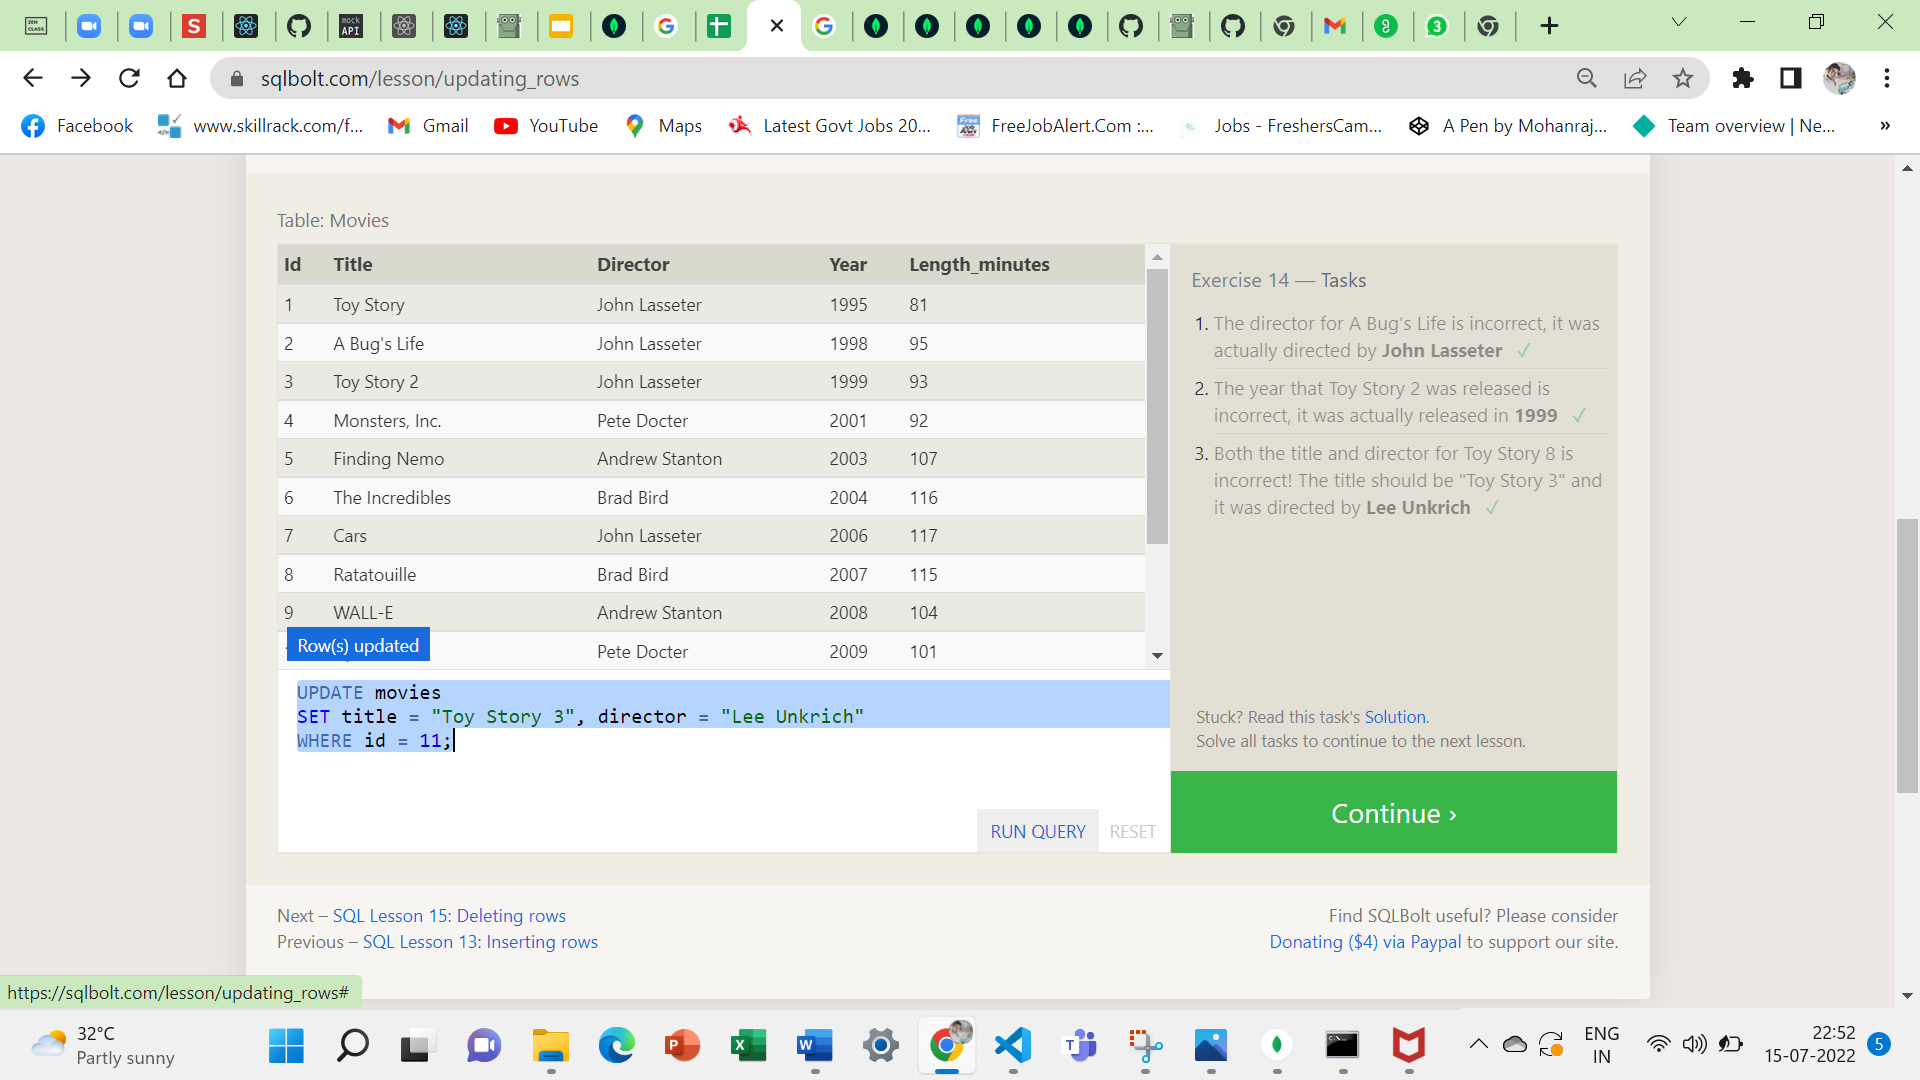 ZEN CLASS
S
mock API
3
sqlbolt.com/lesson/updating_rows
Facebook
www.skillrack.com/f...
Gmail
YouTube
Maps
Latest Govt Jobs 20...
FreeJobAlert.Com :...
Jobs - FreshersCam...
A Pen by Mohanraj...
Team overview | Ne...
»
Table: Movies
Id Title Director Year Length_minutes
1 Toy Story John Lasseter 1995 81
2 A Bug's Life John Lasseter 1998 95
3 Toy Story 2 John Lasseter 1999 93
4 Monsters, Inc. Pete Docter 2001 92
5 Finding Nemo Andrew Stanton 2003 107
6 The Incredibles Brad Bird 2004 116
7 Cars John Lasseter 2006 117
8 Ratatouille Brad Bird 2007 115
9 WALL-E Andrew Stanton 2008 104
Pete Docter 2009 101
Row(s) updated
UPDATE movies
SET title = "Toy Story 3", director = "Lee Unkrich"
WHERE id = 11;
RUN QUERY RESET
Exercise 14 — Tasks
1. The director for A Bug's Life is incorrect, it was
actually directed by John Lasseter ✓
2. The year that Toy Story 2 was released is
incorrect, it was actually released in 1999 ✓
3. Both the title and director for Toy Story 8 is
incorrect! The title should be "Toy Story 3" and
it was directed by Lee Unkrich ✓
Stuck? Read this task's Solution.
Solve all tasks to continue to the next lesson.
Continue ›
Next – SQL Lesson 15: Deleting rows
Previous – SQL Lesson 13: Inserting rows
Find SQLBolt useful? Please consider
Donating ($4) via Paypal to support our site.
https://sqlbolt.com/lesson/updating_rows#
32°C
Partly sunny
ENG
IN
22:52
15-07-2022
5